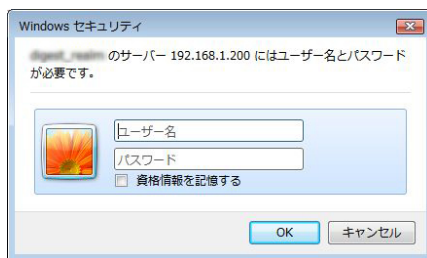 Windows セキュリティ
のサーバー 192.168.1.200 にはユーザー名とパスワード
が必要です。
ユーザー名
パスワード
資格情報を記憶する
OK
キャンセル